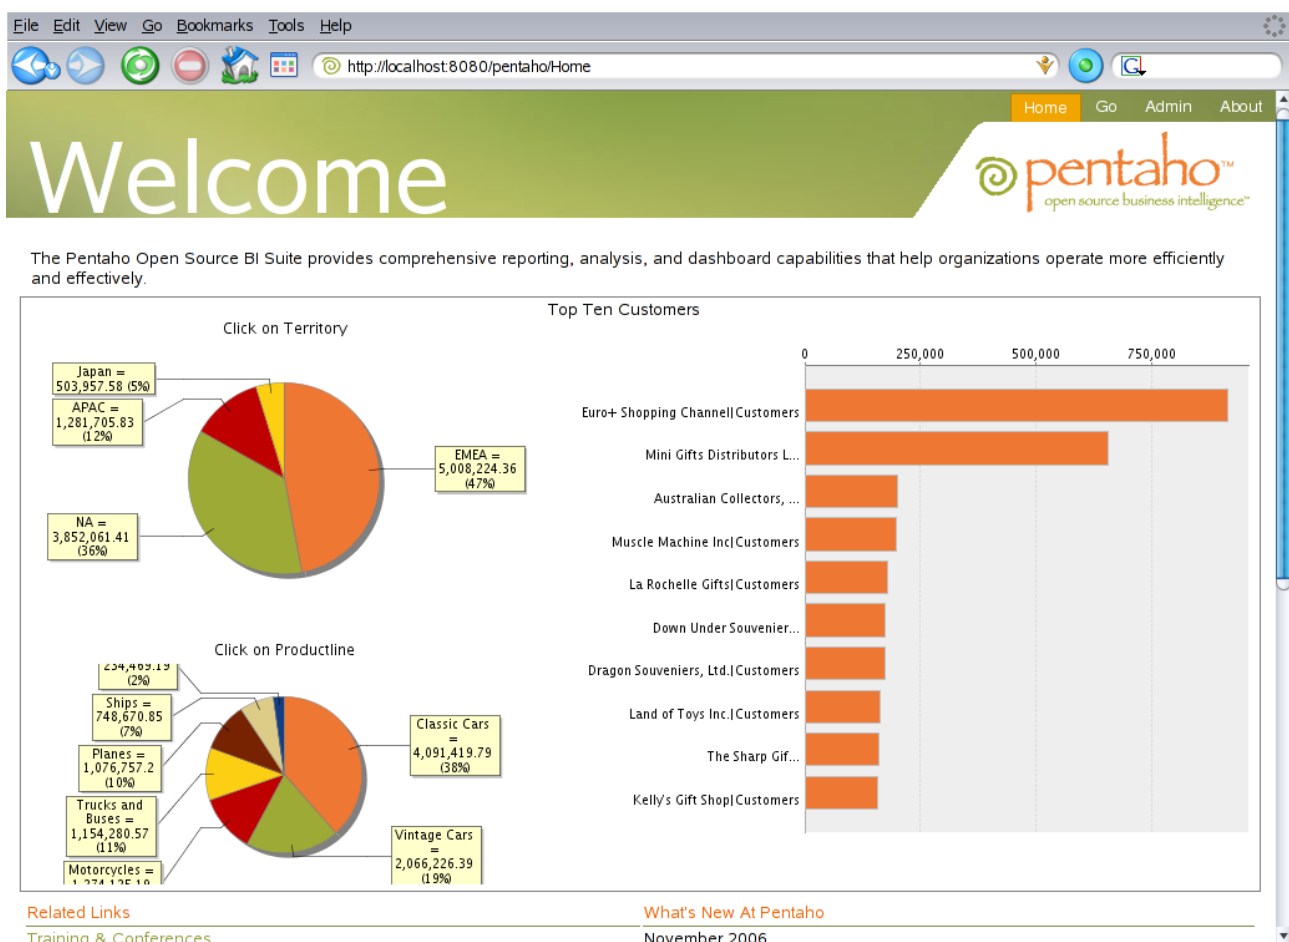 File Edit View Go Bookmarks Tools Help
http://localhost:8080/pentaho/Home
Home Go Admin About
Welcome
pentaho™
open source business intelligence™
The Pentaho Open Source BI Suite provides comprehensive reporting, analysis, and dashboard capabilities that help organizations operate more efficiently
and effectively.
Top Ten Customers
Click on Territory
Japan =
503,957.58 (5%)
APAC =
1,281,705.83
(12%)
EMEA =
5,008,224.36
(47%)
NA =
3,852,061.41
(36%)
Click on Productline
234,469.19
(2%)
Ships =
748,670.85
(7%)
Planes =
1,076,757.2
(10%)
Trucks and
Buses =
1,154,280.57
(11%)
Motorcycles =
Classic Cars
=
4,091,419.79
(38%)
Vintage Cars
=
2,066,226.39
(19%)
0 250,000 500,000 750,000
Euro+ Shopping Channel|Customers
Mini Gifts Distributors L...
Australian Collectors, ...
Muscle Machine Inc|Customers
La Rochelle Gifts|Customers
Down Under Souvenier...
Dragon Souveniers, Ltd.|Customers
Land of Toys Inc.|Customers
The Sharp Gif...
Kelly's Gift Shop|Customers
Related Links
Training & Conferences
What's New At Pentaho
November 2006